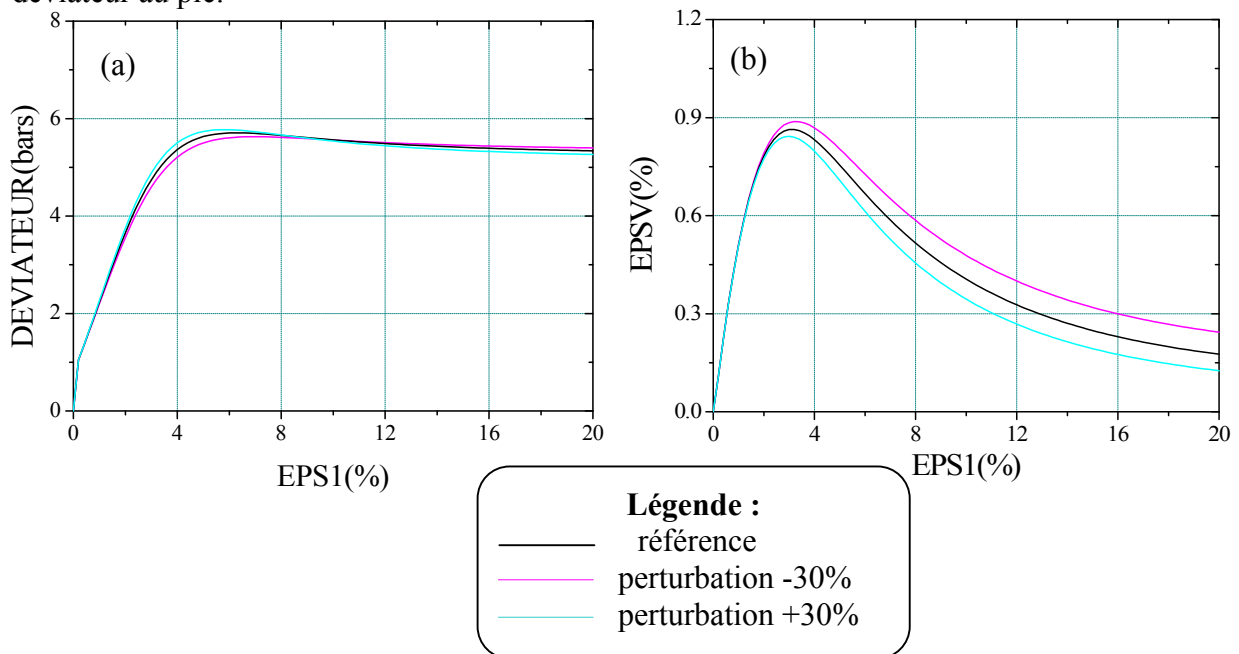 déviateur au pic.
(a)
DEVIATEUR(bars)
8
6
4
2
0
0 4 8 12 16 20
EPS1(%)
(b)
EPSV(%)
1.2
0.9
0.6
0.3
0.0
0 4 8 12 16 20
EPS1(%)
Légende :
référence
perturbation -30%
perturbation +30%